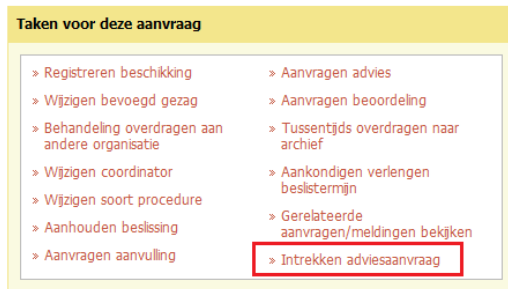 Taken voor deze aanvraag
» Registreren beschikking
» Wijzigen bevoegd gezag
» Behandeling overdragen aan
andere organisatie
» Wijzigen coordinator
» Wijzigen soort procedure
» Aanhouden beslissing
» Aanvragen aanvulling
» Aanvragen advies
» Aanvragen beoordeling
» Tussentijds overdragen naar
archief
» Aankondigen verlengen
beslistermijn
» Gerelateerde
aanvragen/meldingen bekijken
» Intrekken adviesaanvraag